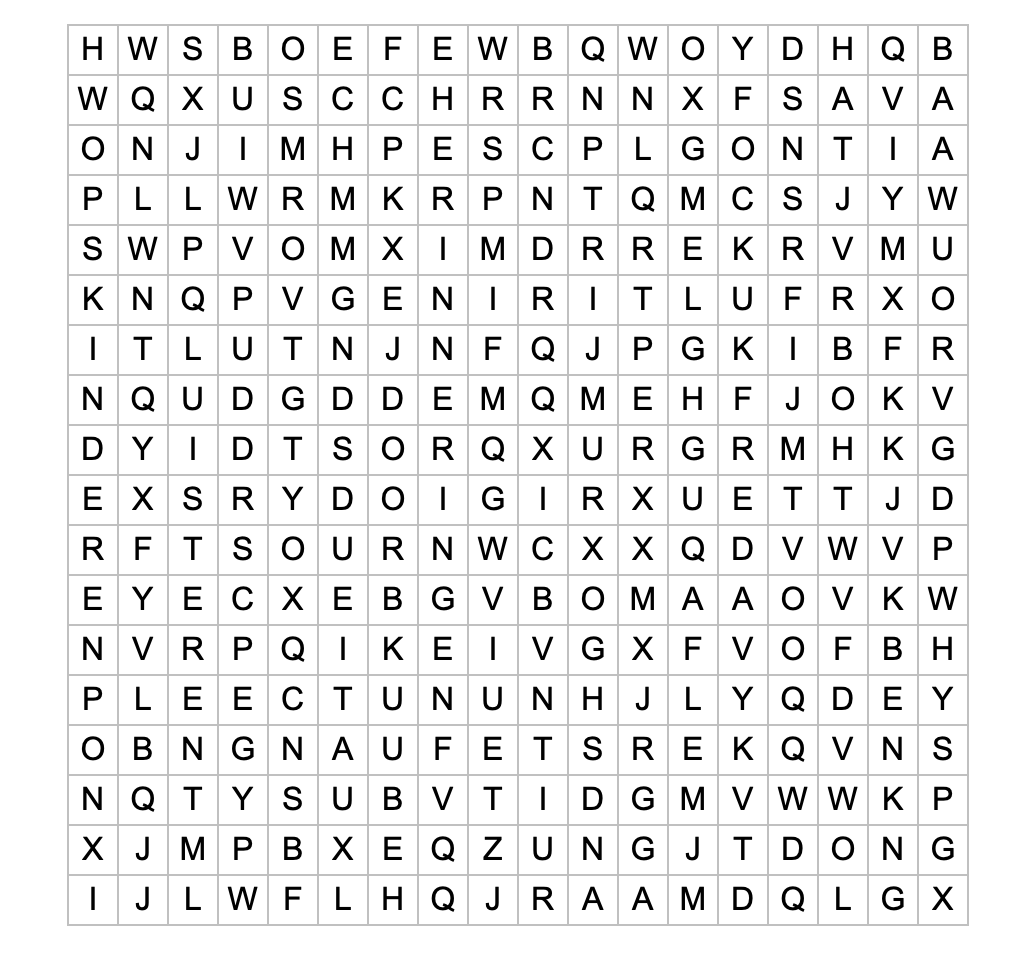 H W S B O E F E W B Q W O Y D H Q B
W Q X U S C C H R R N N X F S A V A
O N J I M H P E S C P L G O N T I A
P L L W R M K R P N T Q M C S J Y W
S W P V O M X I M D R R E K R V M U
K N Q P V G E N I R I T L U F R X O
I T L U T N J N F Q J P G K I B F R
N Q U D G D D E M Q M E H F J O K V
D Y I D T S O R Q X U R G R M H K G
E X S R Y D O I G I R X U E T T J D
R F T S O U R N W C X X Q D V W V P
E Y E C X E B G V B O M A A O V K W
N V R P Q I K E I V G X F V O F B H
P L E E C T U N U N H J L Y Q D E Y
O B N G N A U F E T S R E K Q V N S
N Q T Y S U B V T I D G M V W W K P
X J M P B X E Q Z U N G J T D O N G
I J L W F L H Q J R A A M D Q L G X